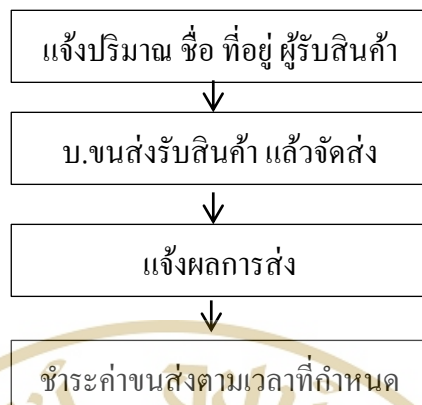 แจ้งปริมาณ ชื่อ ที่อยู่ ผู้รับสินค้า
บ.ขนส่งรับสินค้า แล้วจัดส่ง
แจ้งผลการส่ง
ชำระค่าขนส่งตามเวลาที่กำหนด